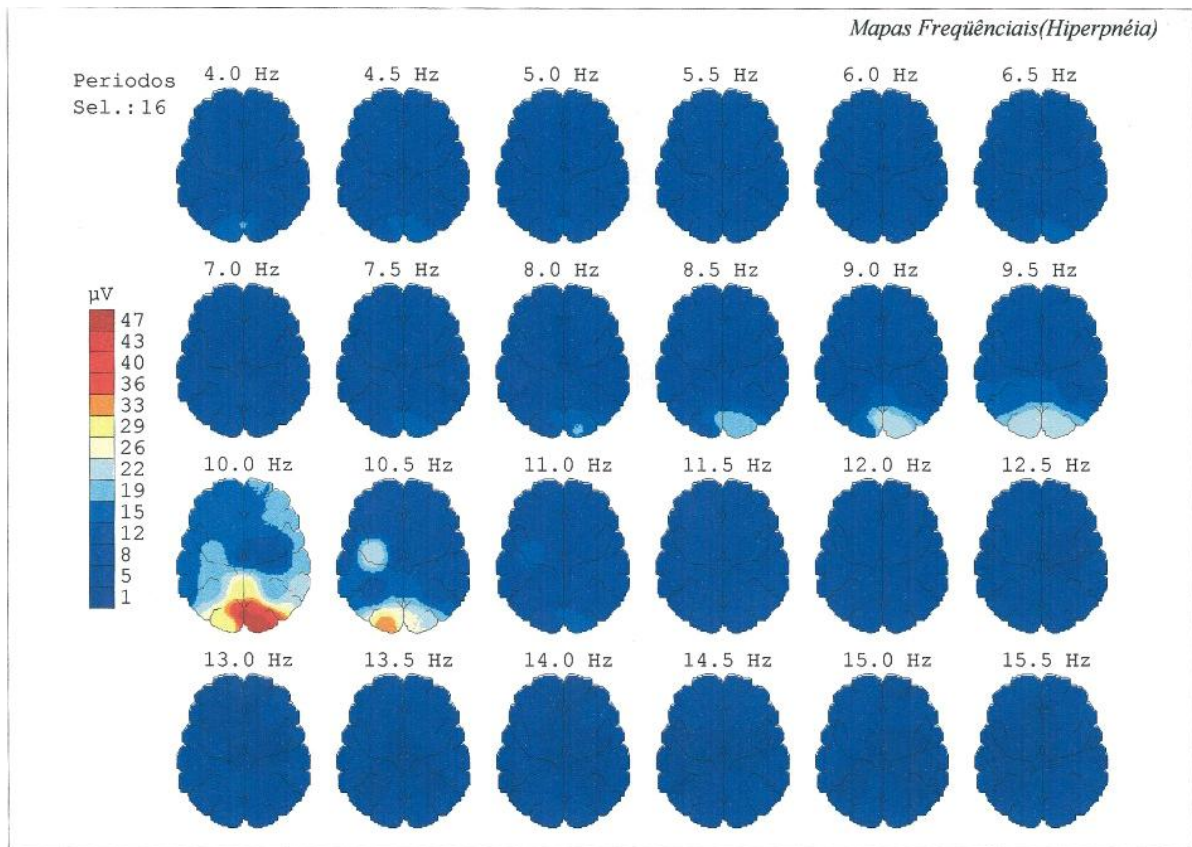 Mapas Freqüênciais(Hiperpnéia)
Periodos
Sel.:16
4.0 Hz 4.5 Hz 5.0 Hz 5.5 Hz 6.0 Hz 6.5 Hz
7.0 Hz 7.5 Hz 8.0 Hz 8.5 Hz 9.0 Hz 9.5 Hz
µV
47
43
40
36
33
29
26
22
19
15
12
8
5
1
10.0 Hz 10.5 Hz 11.0 Hz 11.5 Hz 12.0 Hz 12.5 Hz
13.0 Hz 13.5 Hz 14.0 Hz 14.5 Hz 15.0 Hz 15.5 Hz